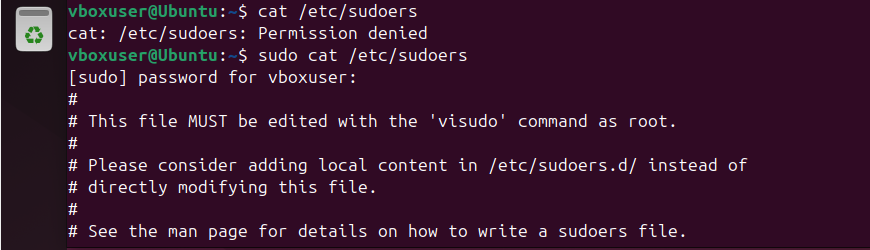 vboxuser@Ubuntu:~$ cat /etc/sudoers
cat: /etc/sudoers: Permission denied
vboxuser@Ubuntu:~$ sudo cat /etc/sudoers
[sudo] password for vboxuser:
#
# This file MUST be edited with the 'visudo' command as root.
#
# Please consider adding local content in /etc/sudoers.d/ instead of
# directly modifying this file.
#
# See the man page for details on how to write a sudoers file.